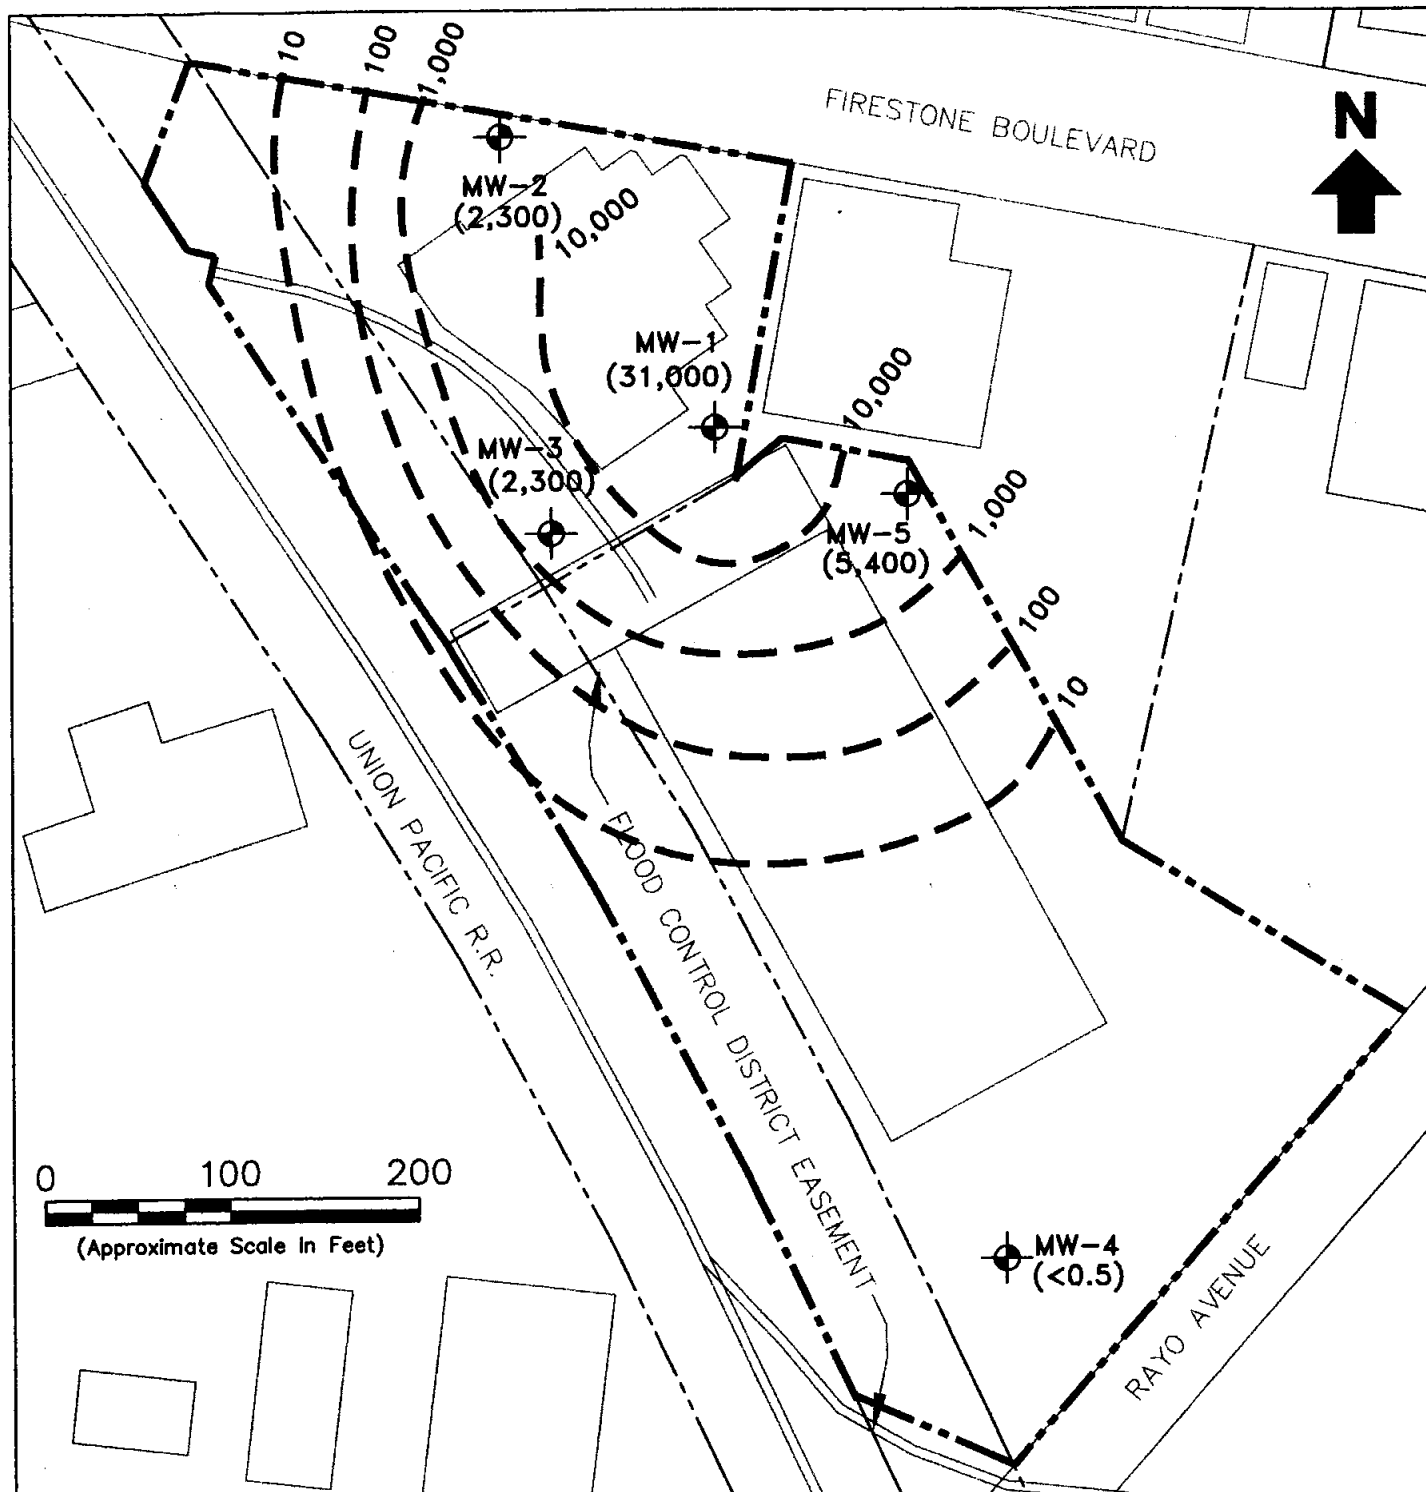 10
100
1,000
FIRESTONE BOULEVARD
N
MW-2
(2,300)
10,000
MW-1
(31,000)
10,000
MW-3
(2,300)
1,000
MW-5
(5,400)
100
10
UNION PACIFIC R.R.
FLOOD CONTROL DISTRICT EASEMENT
0 100 200
(Approximate Scale In Feet)
MW-4
(<0.5)
RAYO AVENUE